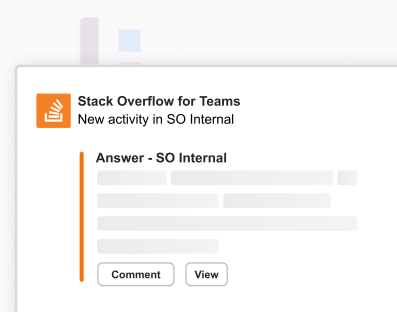 Stack Overflow for Teams
New activity in SO Internal
Answer - SO Internal
Comment View